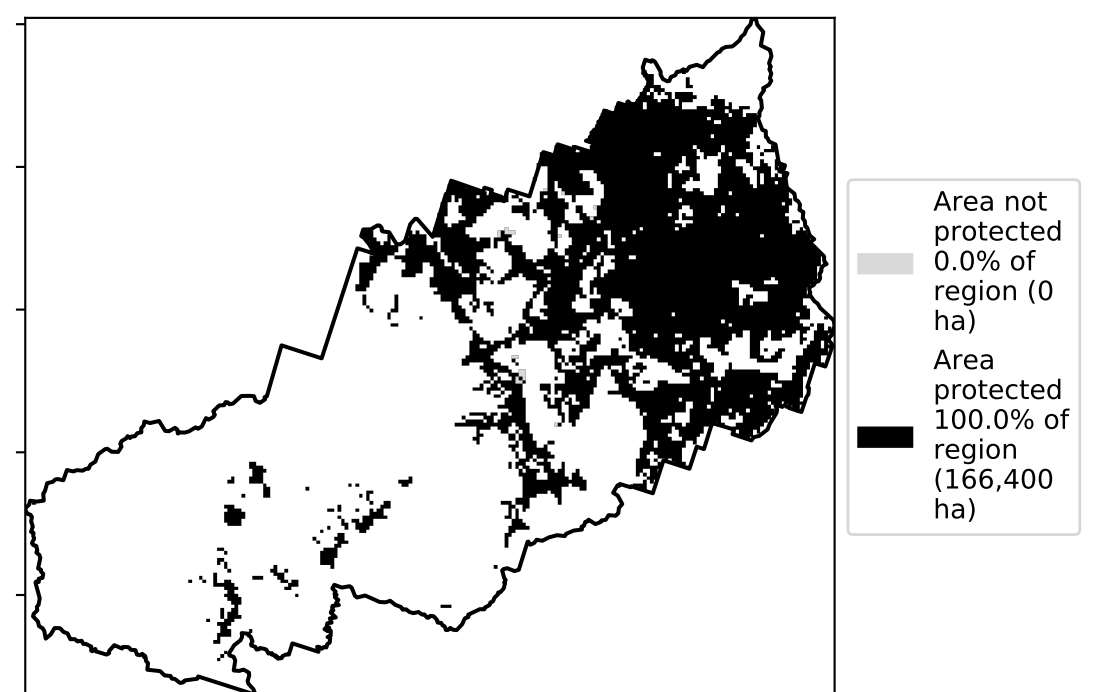 Area not
protected
0.0% of
region (0
ha)
Area
protected
100.0% of
region
(166,400
ha)